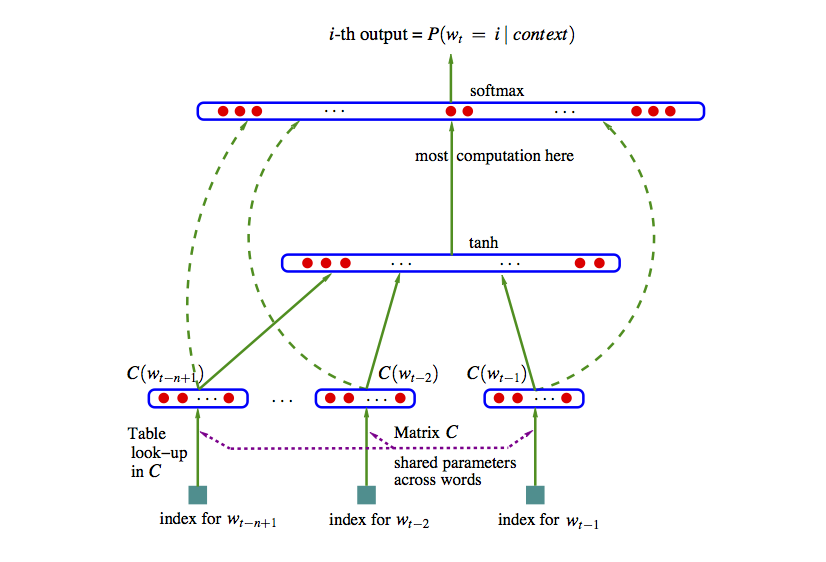 i-th output = P(w_t = i | context)
softmax
...
...
most computation here
tanh
...
...
C(w_{t−n+1})
C(w_{t−2})
C(w_{t−1})
...
...
...
...
Table
look−up
in C
Matrix C
shared parameters
across words
index for w_{t−n+1}
index for w_{t−2}
index for w_{t−1}